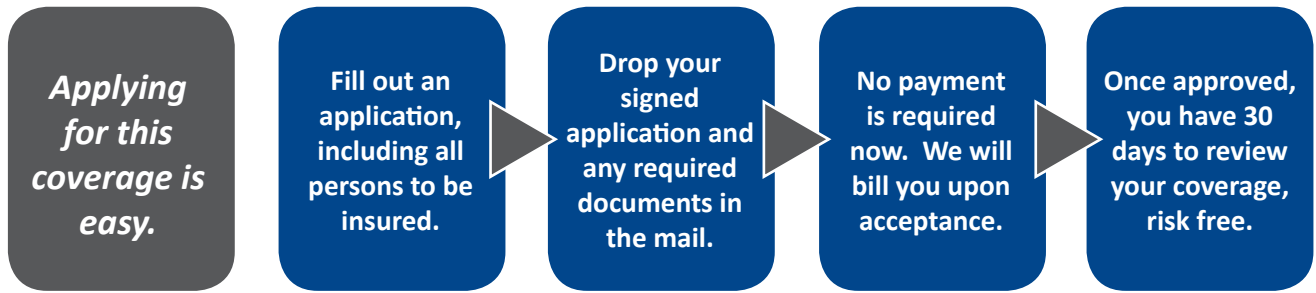 Applying
for this
coverage is
easy.
Fill out an
application,
including all
persons to be
insured.
Drop your
signed
application and
any required
documents in
the mail.
No payment
is required
now.  We will
bill you upon
acceptance.
Once approved,
you have 30
days to review
your coverage,
risk free.